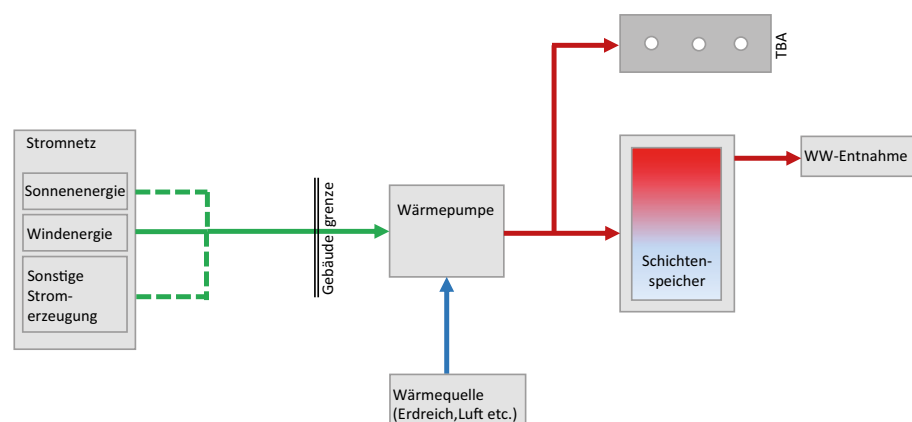 Stromnetz
Sonnenenergie
Windenergie
Sonstige
Strom-
erzeugung
Gebäude grenze
Wärmepumpe
Wärmequelle
(Erdreich,Luft etc.)
TBA
Schichten-
speicher
WW-Entnahme